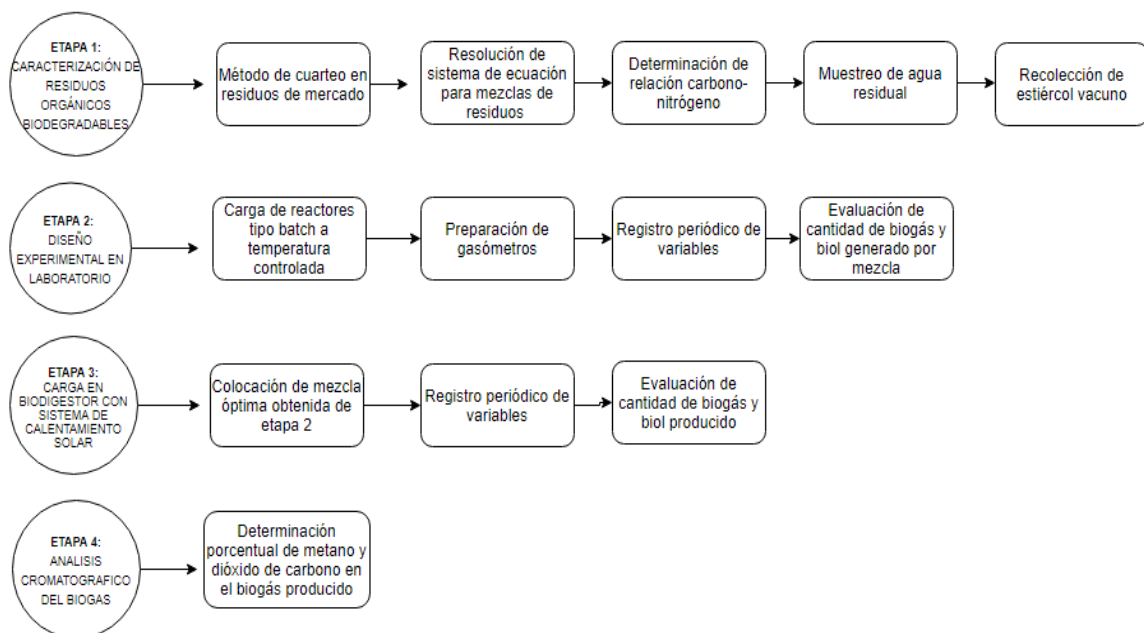 ETAPA 1:
CARACTERIZACIÓN DE
RESIDUOS
ORGÁNICOS
BIODEGRADABLES
Método de cuarteo en
residuos de mercado
Resolución de
sistema de ecuación
para mezclas de
residuos
Determinación de
relación carbono-
nitrógeno
Muestreo de agua
residual
Recolección de
estiércol vacuno
ETAPA 2:
DISEÑO
EXPERIMENTAL EN
LABORATORIO
Carga de reactores
tipo batch a
temperatura
controlada
Preparación de
gasómetros
Registro periódico de
variables
Evaluación de
cantidad de biogás y
biol generado por
mezcla
ETAPA 3:
CARGA EN
BIODIGESTOR CON
SISTEMA DE
CALENTAMIENTO
SOLAR
Colocación de mezcla
óptima obtenida de
etapa 2
Registro periódico de
variables
Evaluación de
cantidad de biogás y
biol producido
ETAPA 4:
ANALISIS
CROMATOGRAFICO
DEL BIOGAS
Determinación
porcentual de metano y
dióxido de carbono en
el biogás producido